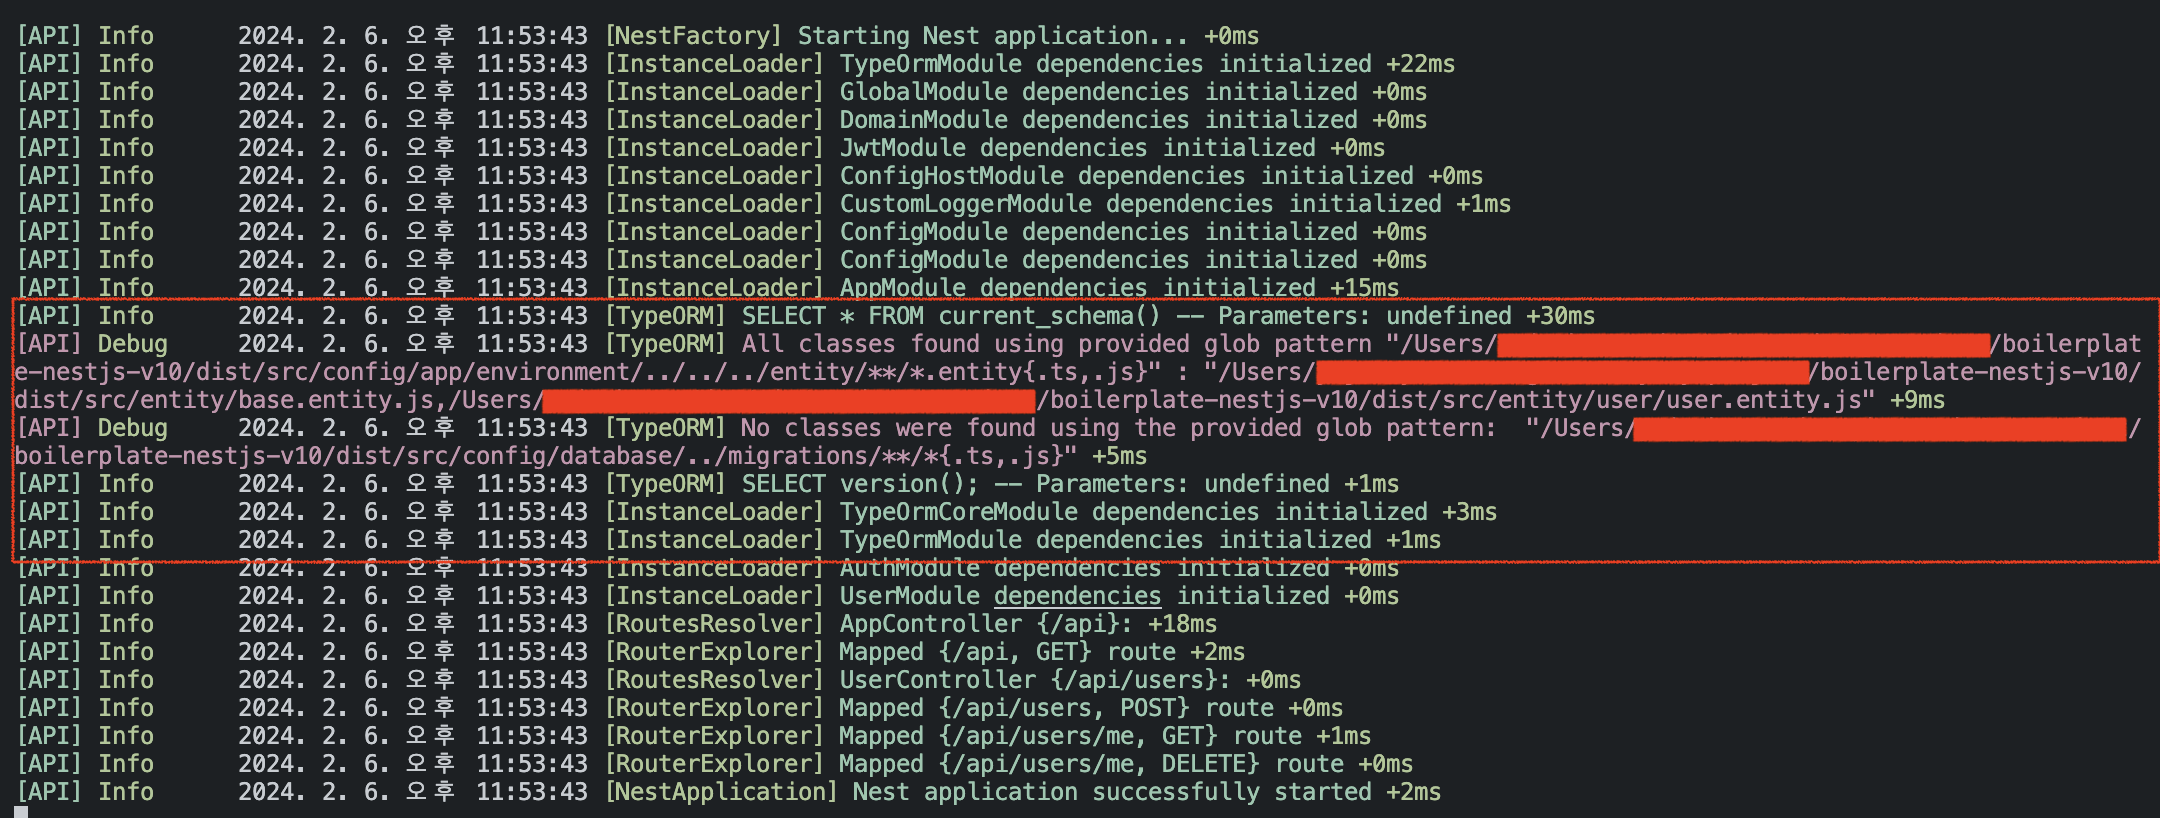 [API] Info 2024. 2. 6. 오후 11:53:43 [NestFactory] Starting Nest application... +0ms
[API] Info 2024. 2. 6. 오후 11:53:43 [InstanceLoader] TypeOrmModule dependencies initialized +22ms
[API] Info 2024. 2. 6. 오후 11:53:43 [InstanceLoader] GlobalModule dependencies initialized +0ms
[API] Info 2024. 2. 6. 오후 11:53:43 [InstanceLoader] DomainModule dependencies initialized +0ms
[API] Info 2024. 2. 6. 오후 11:53:43 [InstanceLoader] JwtModule dependencies initialized +0ms
[API] Info 2024. 2. 6. 오후 11:53:43 [InstanceLoader] ConfigHostModule dependencies initialized +0ms
[API] Info 2024. 2. 6. 오후 11:53:43 [InstanceLoader] CustomLoggerModule dependencies initialized +1ms
[API] Info 2024. 2. 6. 오후 11:53:43 [InstanceLoader] ConfigModule dependencies initialized +0ms
[API] Info 2024. 2. 6. 오후 11:53:43 [InstanceLoader] ConfigModule dependencies initialized +0ms
[API] Info 2024. 2. 6. 오후 11:53:43 [InstanceLoader] AppModule dependencies initialized +15ms
[API] Info 2024. 2. 6. 오후 11:53:43 [TypeORM] SELECT * FROM current_schema() -- Parameters: undefined +30ms
[API] Debug 2024. 2. 6. 오후 11:53:43 [TypeORM] All classes found using provided glob pattern "/Users/ /boilerplat
e-nestjs-v10/dist/src/config/app/environment/../../../entity/**/*.entity{.ts,.js}" : "/Users/ /boilerplate-nestjs-v10/
dist/src/entity/base.entity.js,/Users/ /boilerplate-nestjs-v10/dist/src/entity/user/user.entity.js" +9ms
[API] Debug 2024. 2. 6. 오후 11:53:43 [TypeORM] No classes were found using the provided glob pattern:  "/Users/ /
boilerplate-nestjs-v10/dist/src/config/database/../migrations/**/*{.ts,.js}" +5ms
[API] Info 2024. 2. 6. 오후 11:53:43 [TypeORM] SELECT version(); -- Parameters: undefined +1ms
[API] Info 2024. 2. 6. 오후 11:53:43 [InstanceLoader] TypeOrmCoreModule dependencies initialized +3ms
[API] Info 2024. 2. 6. 오후 11:53:43 [InstanceLoader] TypeOrmModule dependencies initialized +1ms
[API] Info 2024. 2. 6. 오후 11:53:43 [InstanceLoader] AuthModule dependencies initialized +0ms
[API] Info 2024. 2. 6. 오후 11:53:43 [InstanceLoader] UserModule dependencies initialized +0ms
[API] Info 2024. 2. 6. 오후 11:53:43 [RoutesResolver] AppController {/api}: +18ms
[API] Info 2024. 2. 6. 오후 11:53:43 [RouterExplorer] Mapped {/api, GET} route +2ms
[API] Info 2024. 2. 6. 오후 11:53:43 [RoutesResolver] UserController {/api/users}: +0ms
[API] Info 2024. 2. 6. 오후 11:53:43 [RouterExplorer] Mapped {/api/users, POST} route +0ms
[API] Info 2024. 2. 6. 오후 11:53:43 [RouterExplorer] Mapped {/api/users/me, GET} route +1ms
[API] Info 2024. 2. 6. 오후 11:53:43 [RouterExplorer] Mapped {/api/users/me, DELETE} route +0ms
[API] Info 2024. 2. 6. 오후 11:53:43 [NestApplication] Nest application successfully started +2ms